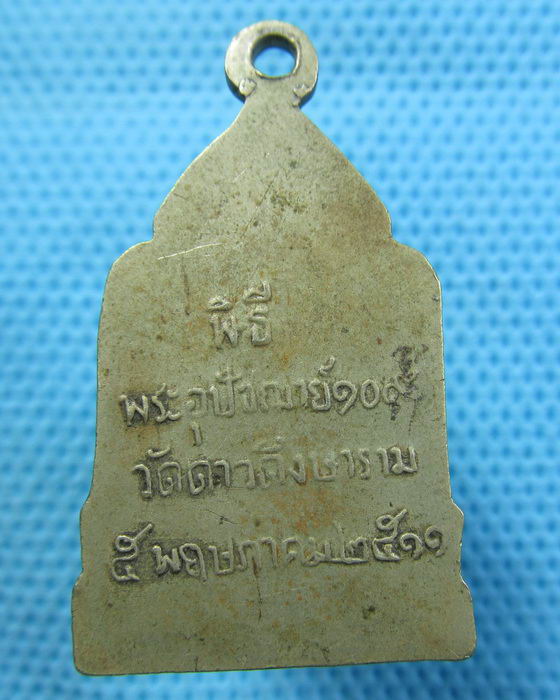 พิธี
พระอุปัชฌาย์๑๐๙
วัดดาวดึงษาราม
๕ พฤษภาคม๒๕๑๑